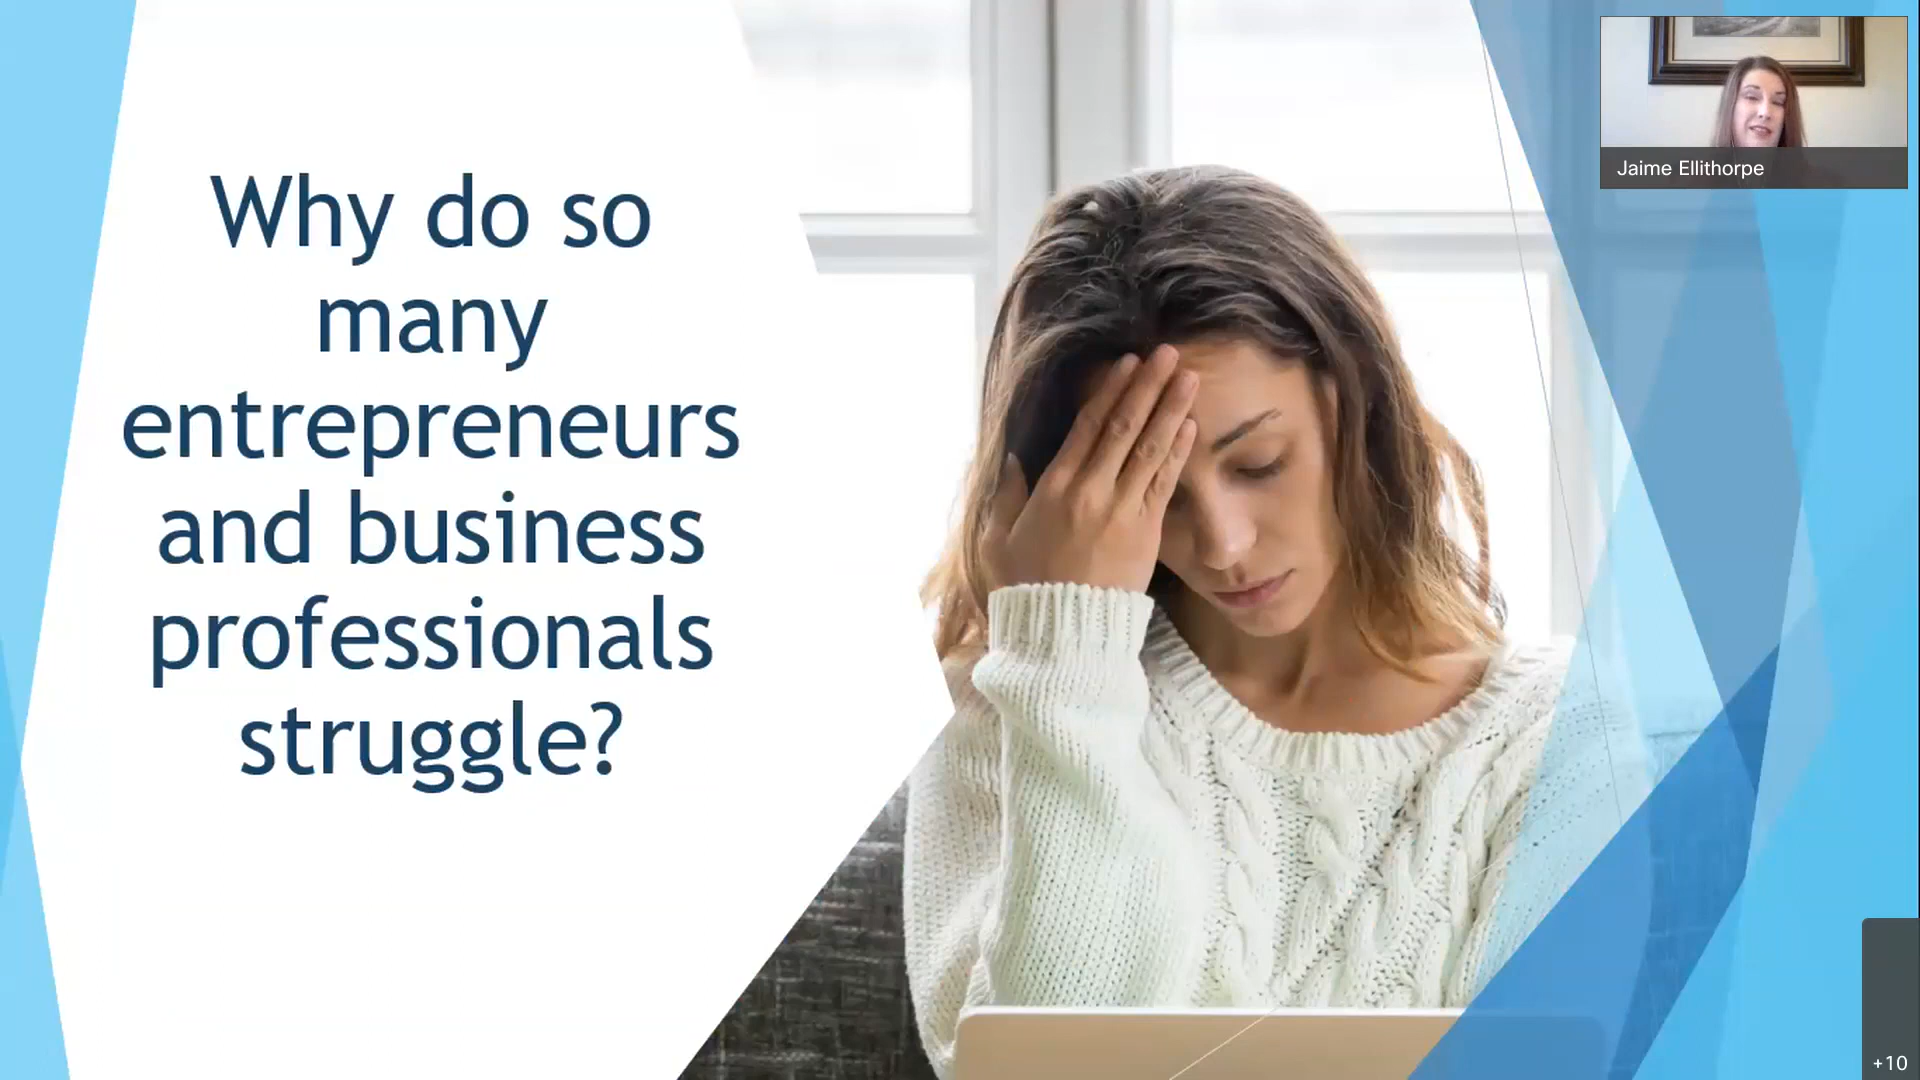 Why do so
many
entrepreneurs
and business
professionals
struggle?
Jaime Ellithorpe
+10